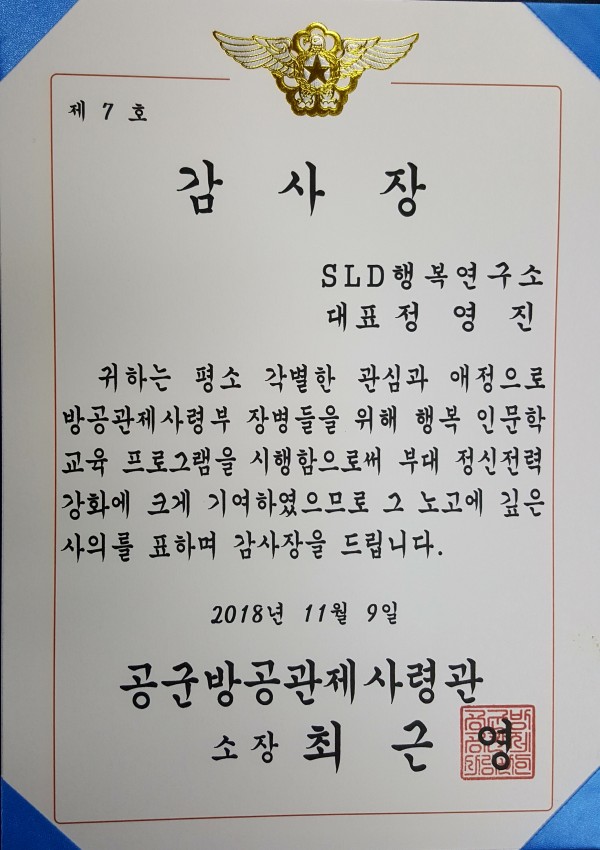 제 7 호
감 사 장
SLD행복연구소
대표 정 영 진
귀하는 평소 각별한 관심과 애정으로
방공관제사령부 장병들을 위해 행복 인문학
교육 프로그램을 시행함으로써 부대 정신전력
강화에 크게 기여하였으므로 그 노고에 깊은
사의를 표하며 감사장을 드립니다.
2018년 11월 9일
공군방공관제사령관
소장 최 근 영